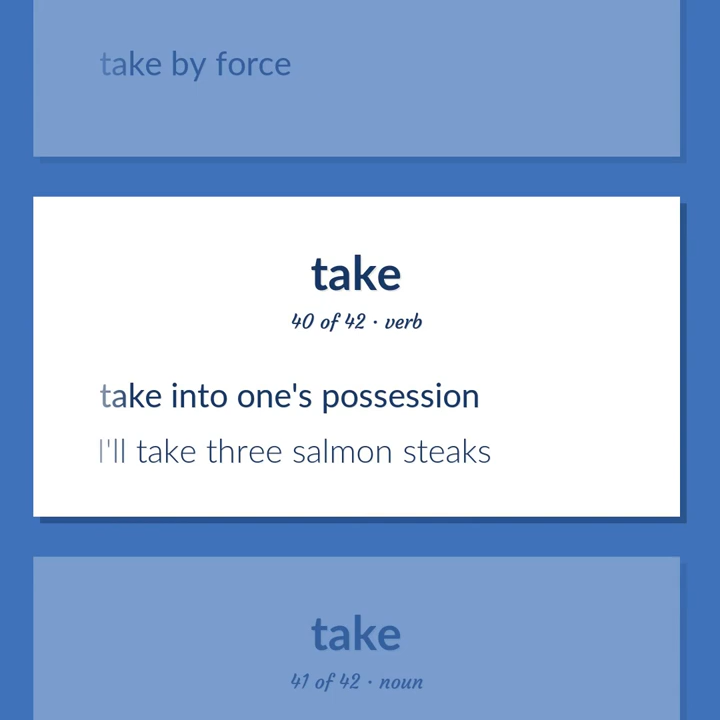 take by force
take
40 of 42 · verb
take into one's possession
I'll take three salmon steaks
take
41 of 42 · noun